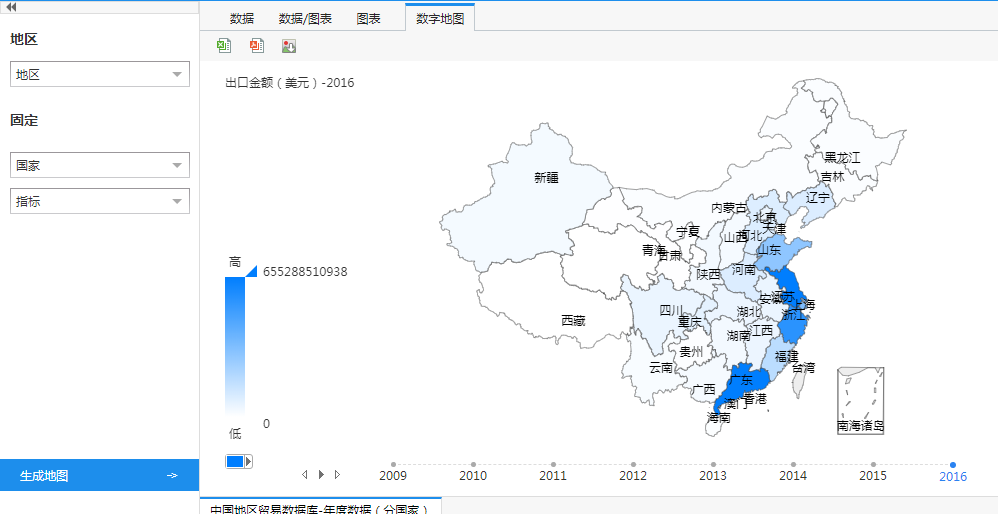 数据 数据/图表 图表 数字地图
地区
地区
固定
国家
指标
生成地图 ->
出口金额（美元）-2016
高
655288510938
0
低
黑龙江
吉林
辽宁
新疆
内蒙古
北京
天津
宁夏
山西
河北
青海
甘肃
山东
陕西
河南
四川
重庆
湖北
安徽
江苏
上海
浙江
西藏
湖南
江西
贵州
云南
福建
台湾
广西
广东
澳门
香港
海南
南海诸岛
2009 2010 2011 2012 2013 2014 2015 2016
中国地区贸易数据库-年度数据（分国家）